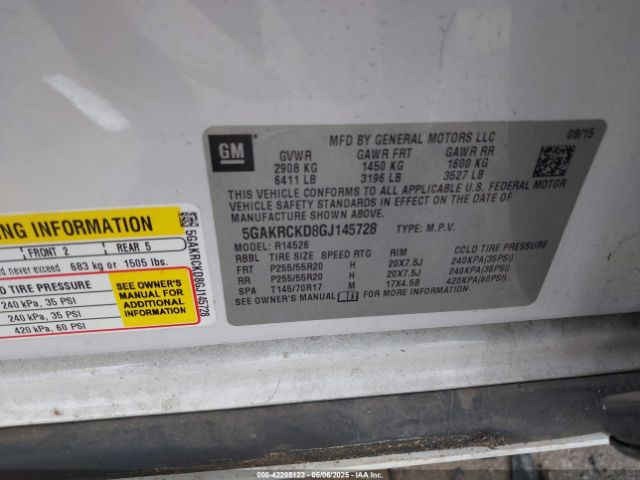 GM
MFD BY GENERAL MOTORS LLC
08/15
GVWR GAWR FRT GAWR RR
2908 KG 1450 KG 1600 KG
6411 LB 3196 LB 3527 LB
THIS VEHICLE CONFORMS TO ALL APPLICABLE U.S. FEDERAL MOTOR
VEHICLE SAFETY STANDARDS IN EFFECT ON THE DATE OF
MANUFACTURE SHOWN ABOVE.
5GAKRCKD8GJ145728 TYPE: M.P.V.
MODEL: R14526
RBBL TIRE SIZE SPEED RTG RIM COLD TIRE PRESSURE
FRT P255/55R20 H 20X7.5J 240KPA(35PSI)
RR P255/55R20 H 20X7.5J 240KPA(35PSI)
SPA T145/70R17 M 17X4.5B 420KPA(60PSI)
SEE OWNER'S MANUAL FOR MORE INFORMATION.
ING INFORMATION
FRONT 2 REAR 5
d never exceed 683 kg or 1505 lbs.
COLD TIRE PRESSURE
240 kPa, 35 PSI
240 kPa, 35 PSI
420 kPa, 60 PSI
SEE OWNER'S
MANUAL FOR
ADDITIONAL
INFORMATION
5GAKRCKD8GJ145728
000-42205122 - 05/06/2025 - IAAI.COM